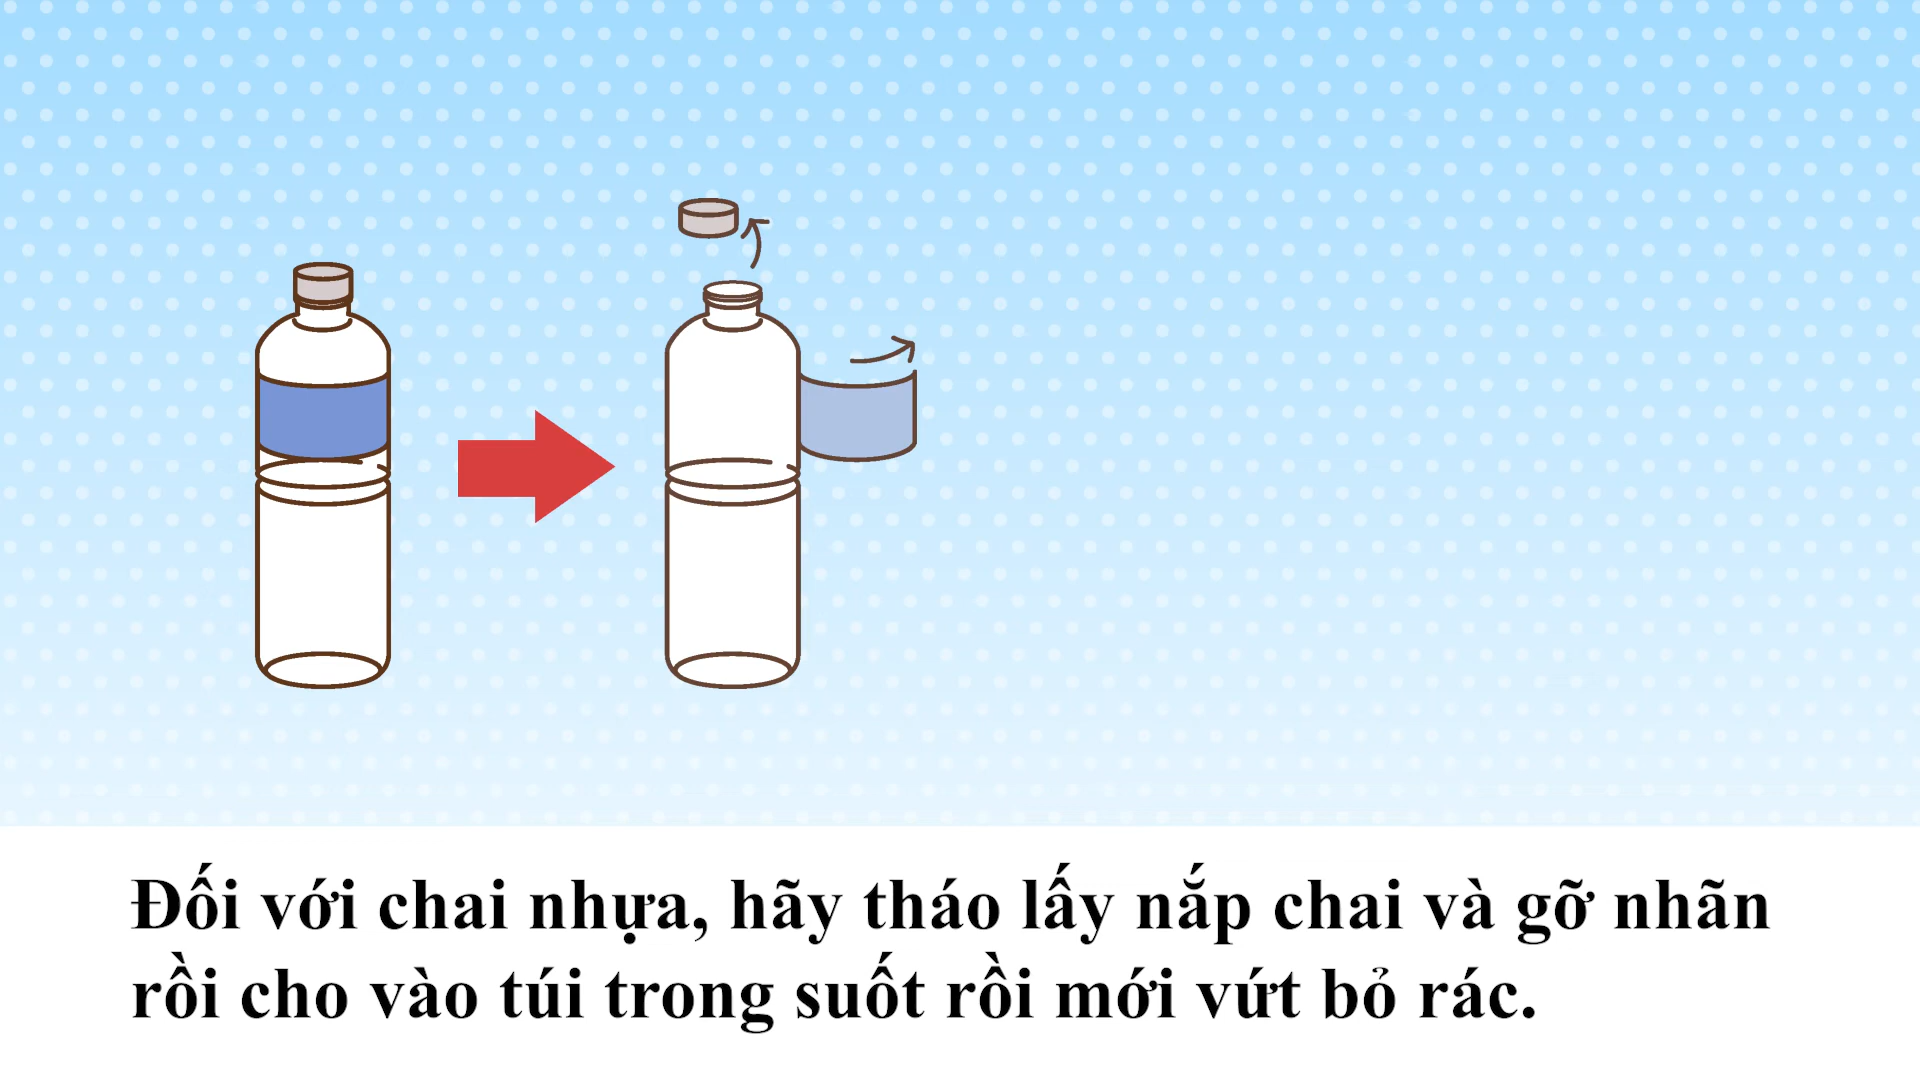 Đối với chai nhựa, hãy tháo lấy nắp chai và gỡ nhãn
rồi cho vào túi trong suốt rồi mới vứt bỏ rác.